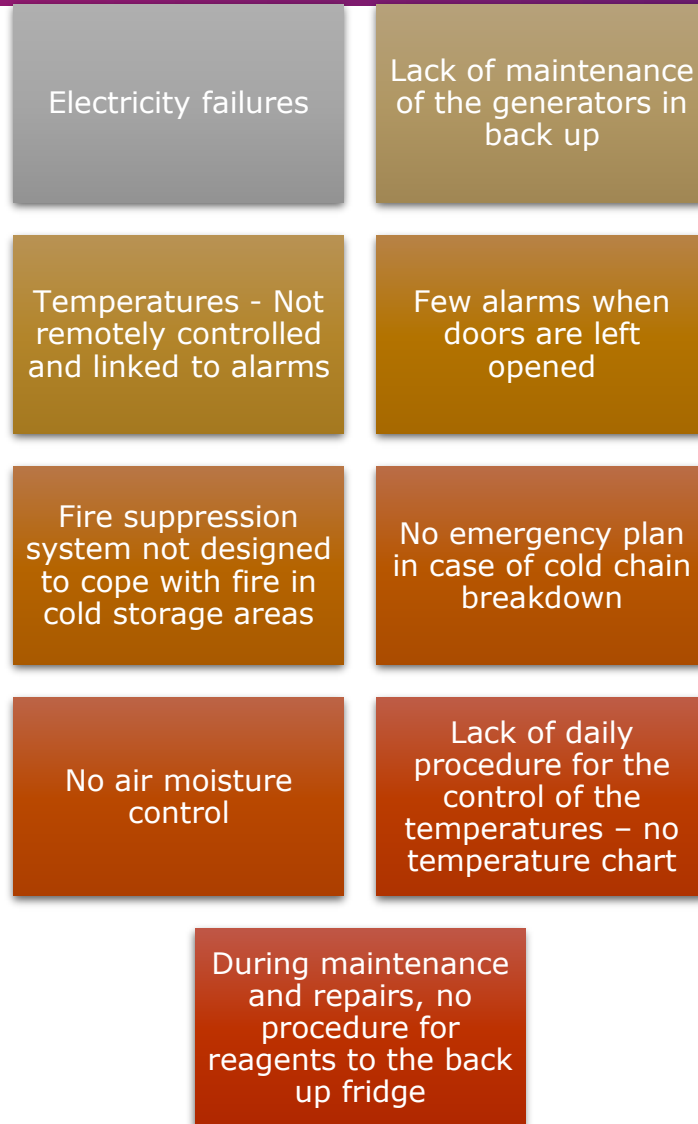 Electricity failures
Lack of maintenance
of the generators in
back up
Temperatures - Not
remotely controlled
and linked to alarms
Few alarms when
doors are left
opened
Fire suppression
system not designed
to cope with fire in
cold storage areas
No emergency plan
in case of cold chain
breakdown
No air moisture
control
Lack of daily
procedure for the
control of the
temperatures – no
temperature chart
During maintenance
and repairs, no
procedure for
reagents to the back
up fridge